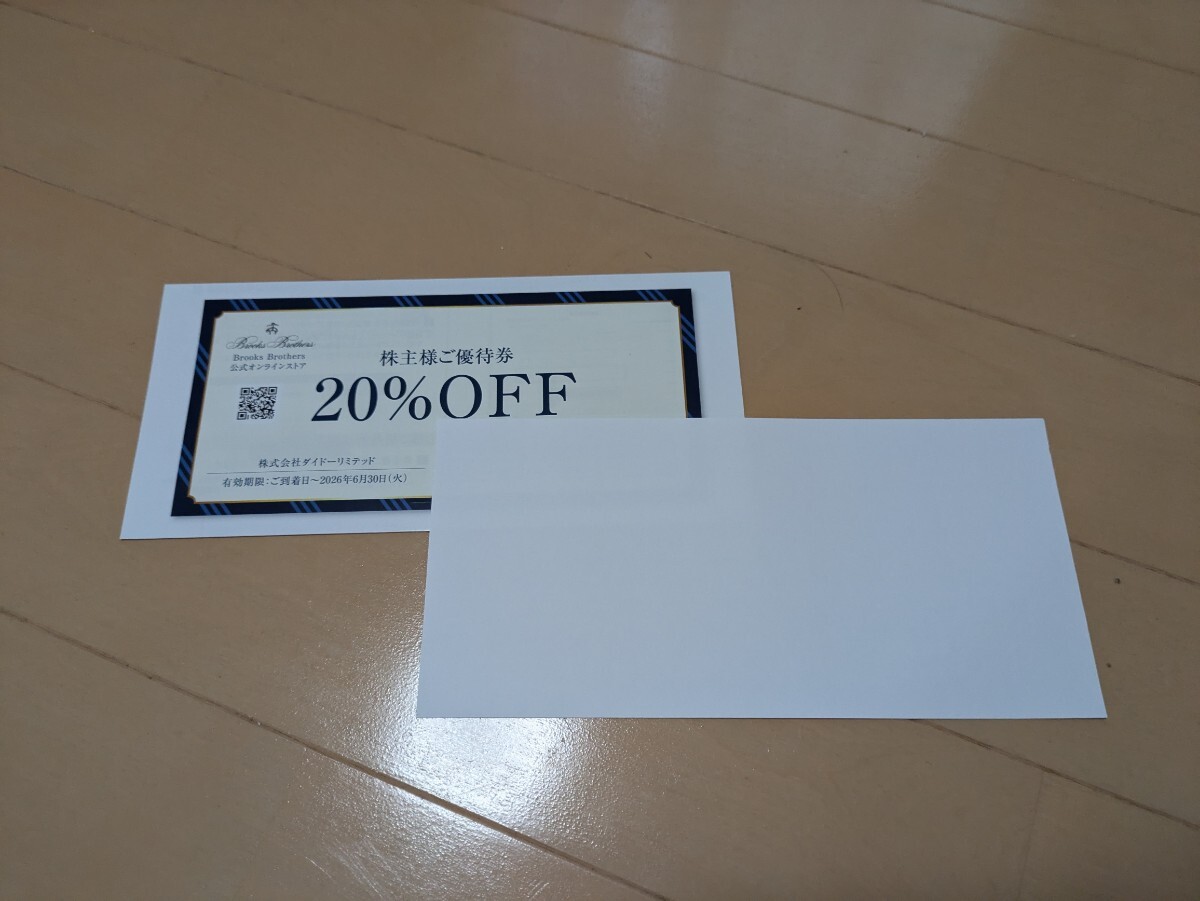 Brooks Brothers
Brooks Brothers
公式オンラインストア
株主様ご優待券
20%OFF
株式会社ダイドーリミテッド
有効期限：ご到着日～2026年6月30日（火）